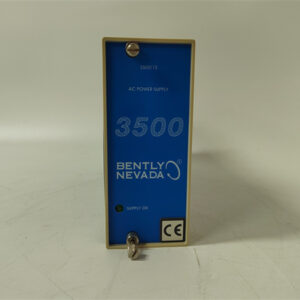 3500/15
AC POWER SUPPLY
3500
BENTLY
NEVADA
SUPPLY OK
CE